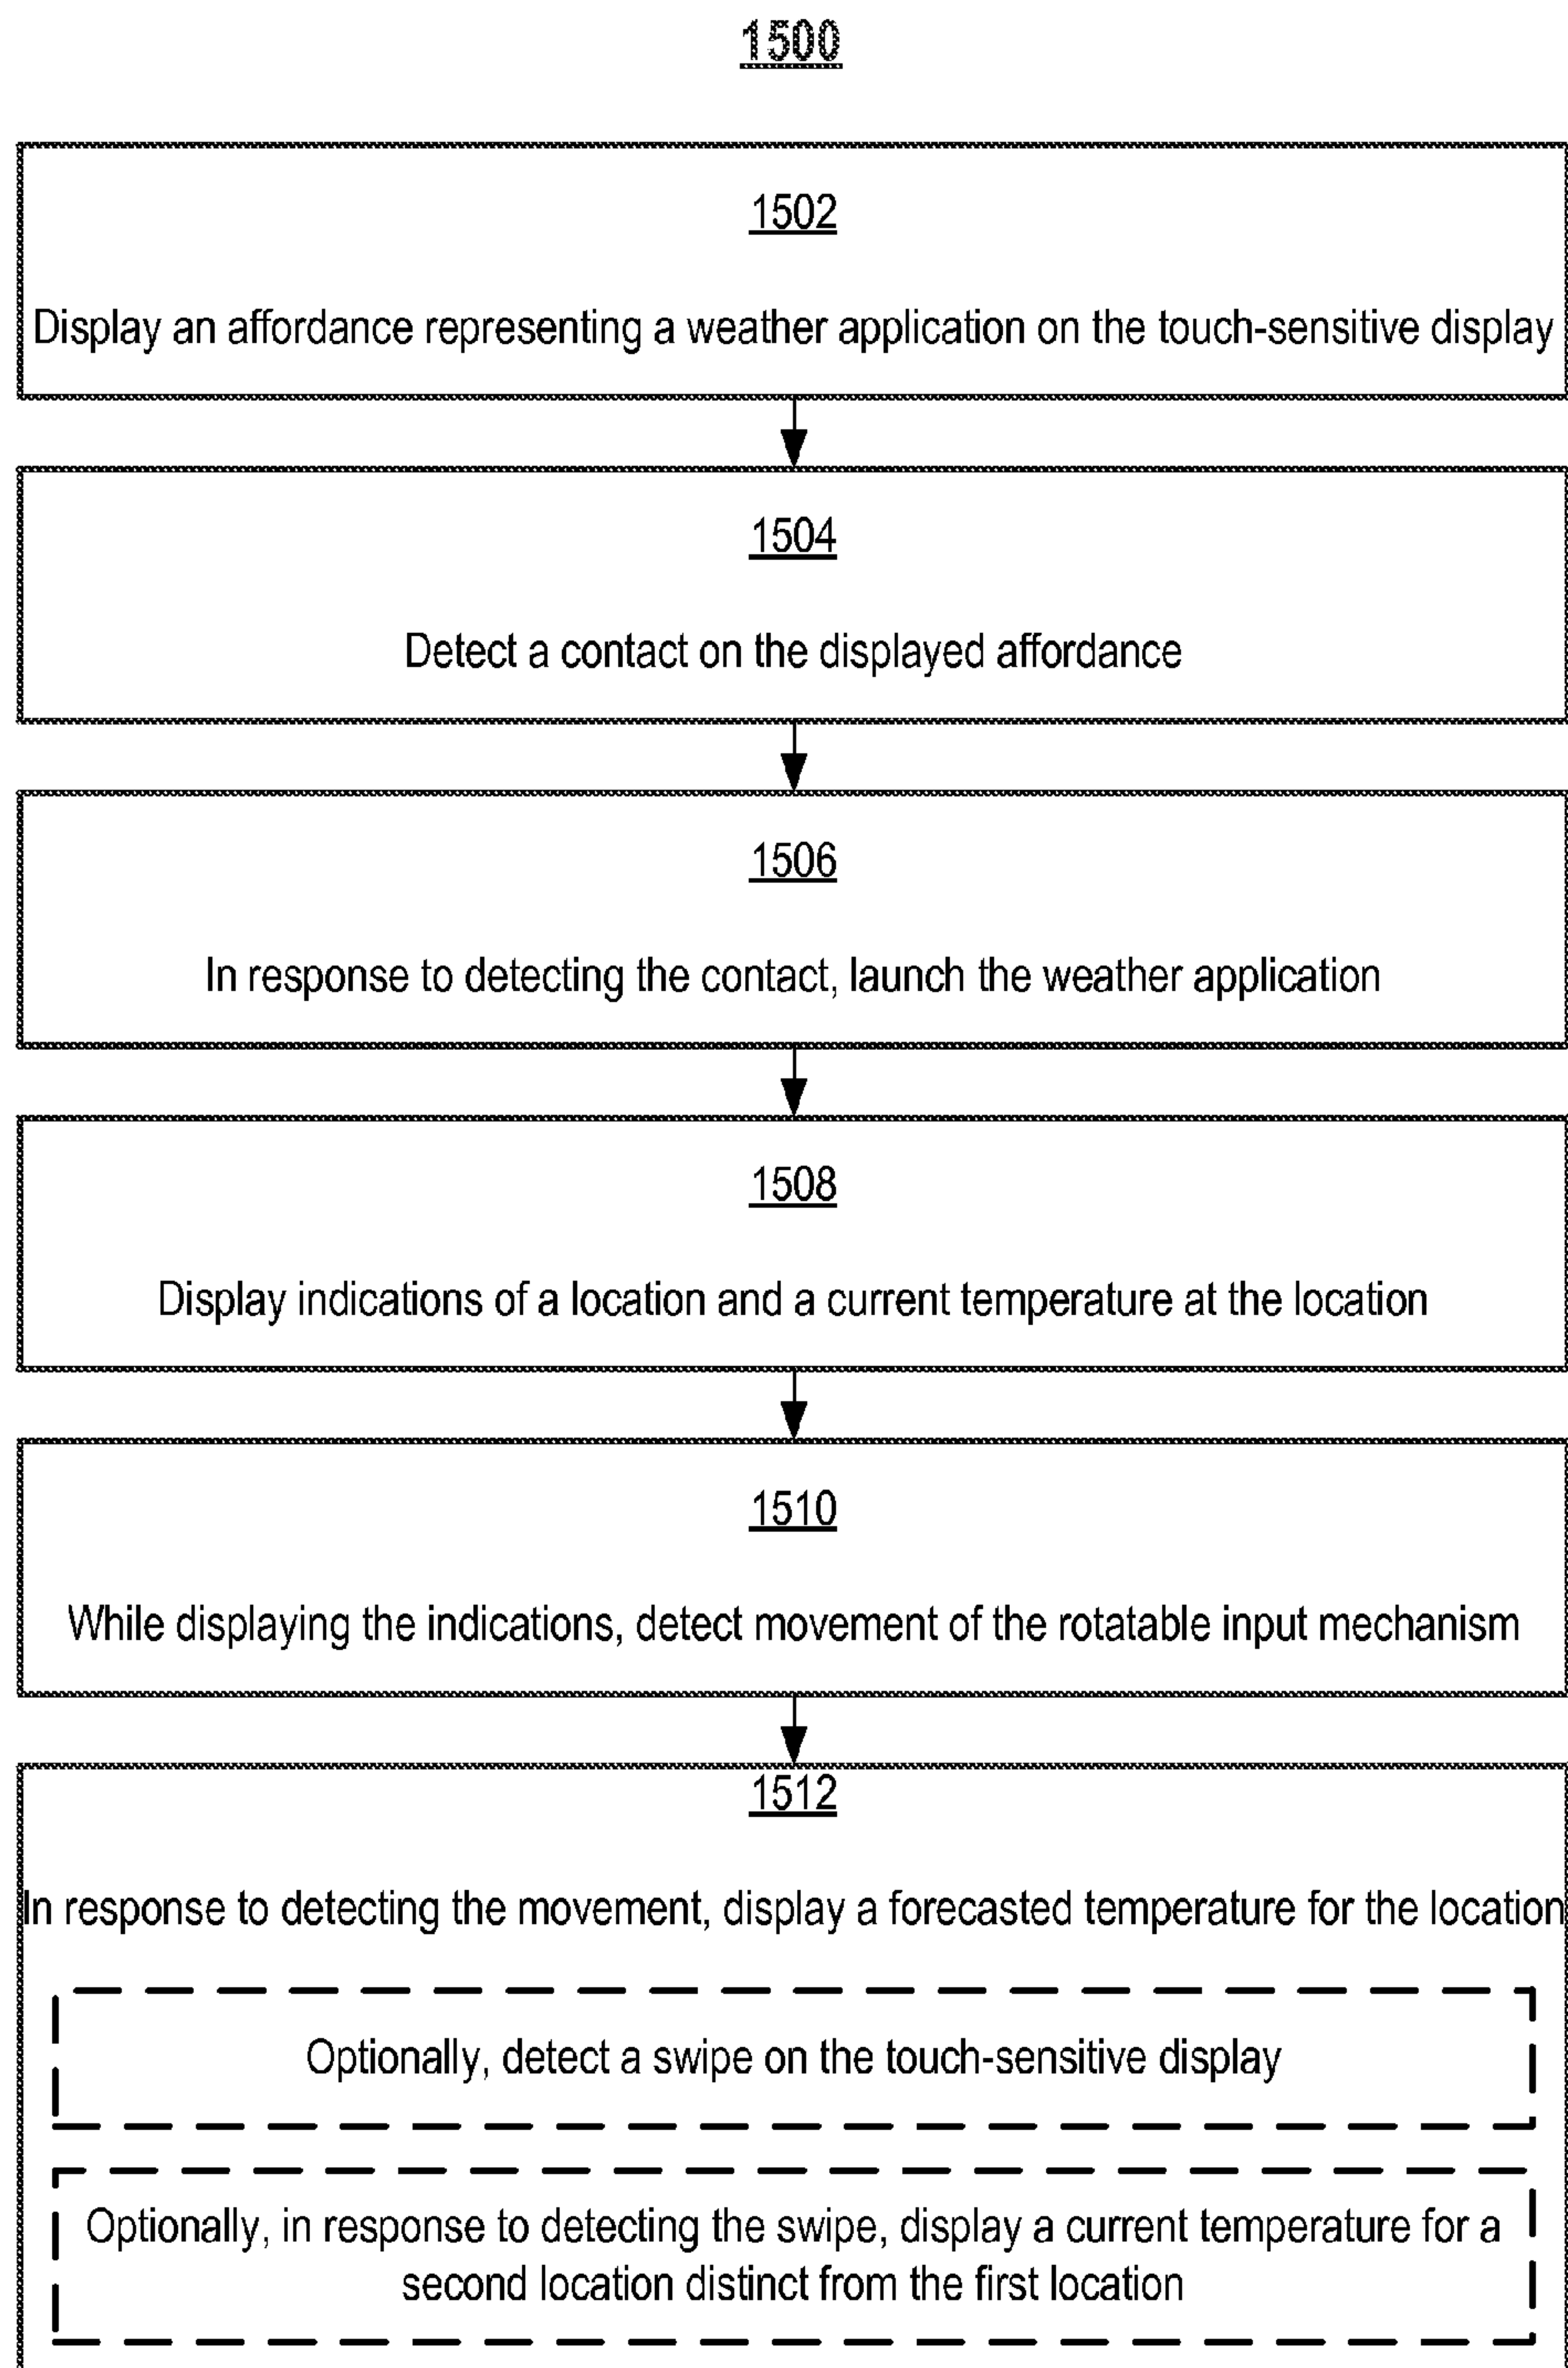 1500
1502
Display an affordance representing a weather application on the touch-sensitive display
1504
Detect a contact on the displayed affordance
1506
In response to detecting the contact, launch the weather application
1508
Display indications of a location and a current temperature at the location
1510
While displaying the indications, detect movement of the rotatable input mechanism
1512
In response to detecting the movement, display a forecasted temperature for the location
Optionally, detect a swipe on the touch-sensitive display
Optionally, in response to detecting the swipe, display a current temperature for a
second location distinct from the first location